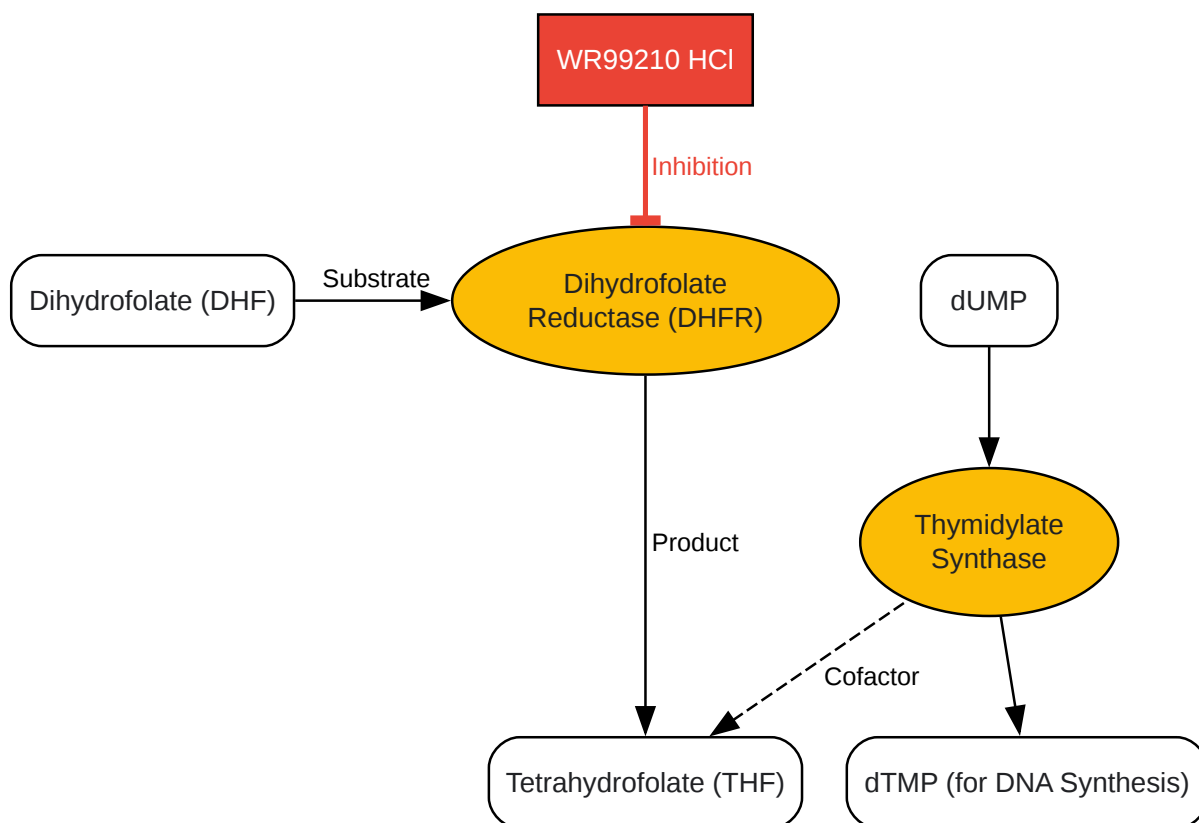 WR99210 HCl
Inhibition
Dihydrofolate (DHF)
Substrate
Dihydrofolate
Reductase (DHFR)
dUMP
Product
Thymidylate
Synthase
Cofactor
Tetrahydrofolate (THF)
dTMP (for DNA Synthesis)